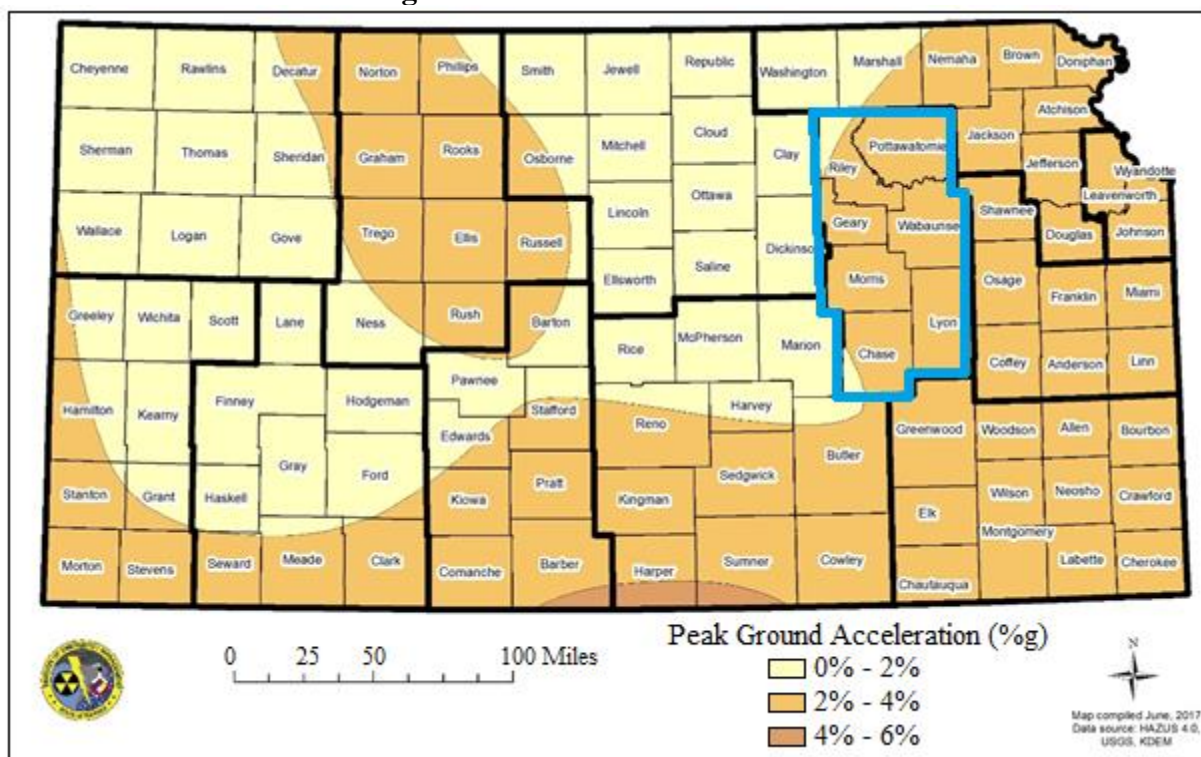 Cheyenne Rawlins Decatur Norton Phillips Smith Jewell Republic Washington Marshall Nemaha Brown Doniphan
Atchison
Sherman Thomas Sheridan Graham Rooks Osborne Mitchell Cloud Clay Riley Pottawatomie Jackson
Jefferson Wyandotte
Leavenworth
Wallace Logan Gove Trego Ellis Russell Lincoln Ottawa Dickinson Geary Wabaunse Shawnee Douglas Johnson
Ellsworth Saline Morris Osage Franklin Miami
Greeley Wichita Scott Lane Ness Rush Barton Rice McPherson Marion Chase Lyon Coffey Anderson Linn
Hamilton Kearny Finney Hodgeman Pawnee Stafford
Edwards Reno Harvey Butler Greenwood Woodson Allen Bourbon
Stanton Grant Haskell Gray Ford Kiowa Pratt Kingman Sedgwick Elk Wilson Neosho Crawford
Montgomery
Morton Stevens Seward Meade Clark Comanche Barber Harper Sumner Cowley Chautauqua Labette Cherokee
Peak Ground Acceleration (%g)
0 25 50 100 Miles
0% - 2%
2% - 4%
4% - 6%
N
Map compiled June, 2017
Data source: HAZUS 4.0,
USGS, KDEM